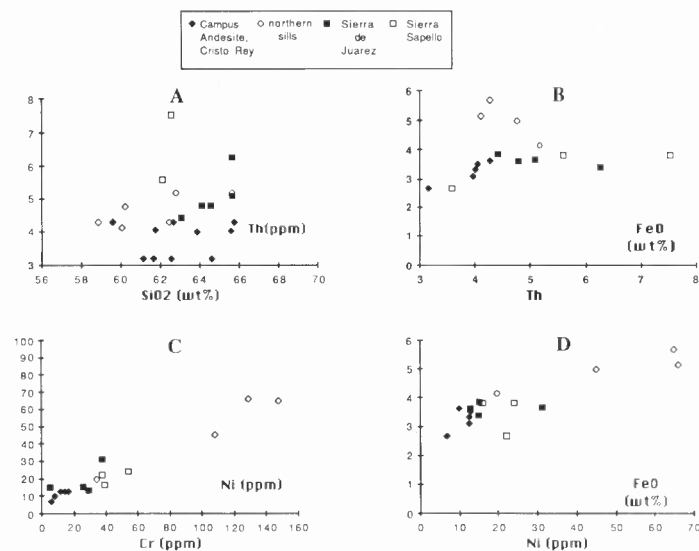 Campus Andesite, Cristo Rey
northern sills
Sierra de Juarez
Sierra Sapello
A
8
7
6
5
4
3
Th(ppm)
56 58 60 62 64 66 68 70
SiO2 (wt%)
B
6
5
4
3
2
1
0
FeO
(wt%)
3 4 5 6 7 8
Th
C
100
90
80
70
60
50
40
30
20
10
0
Ni (ppm)
0 20 40 60 80 100 120 140 160
Cr (ppm)
D
6
5
4
3
2
1
0
FeO
(wt%)
0 10 20 30 40 50 60 70
Ni (ppm)